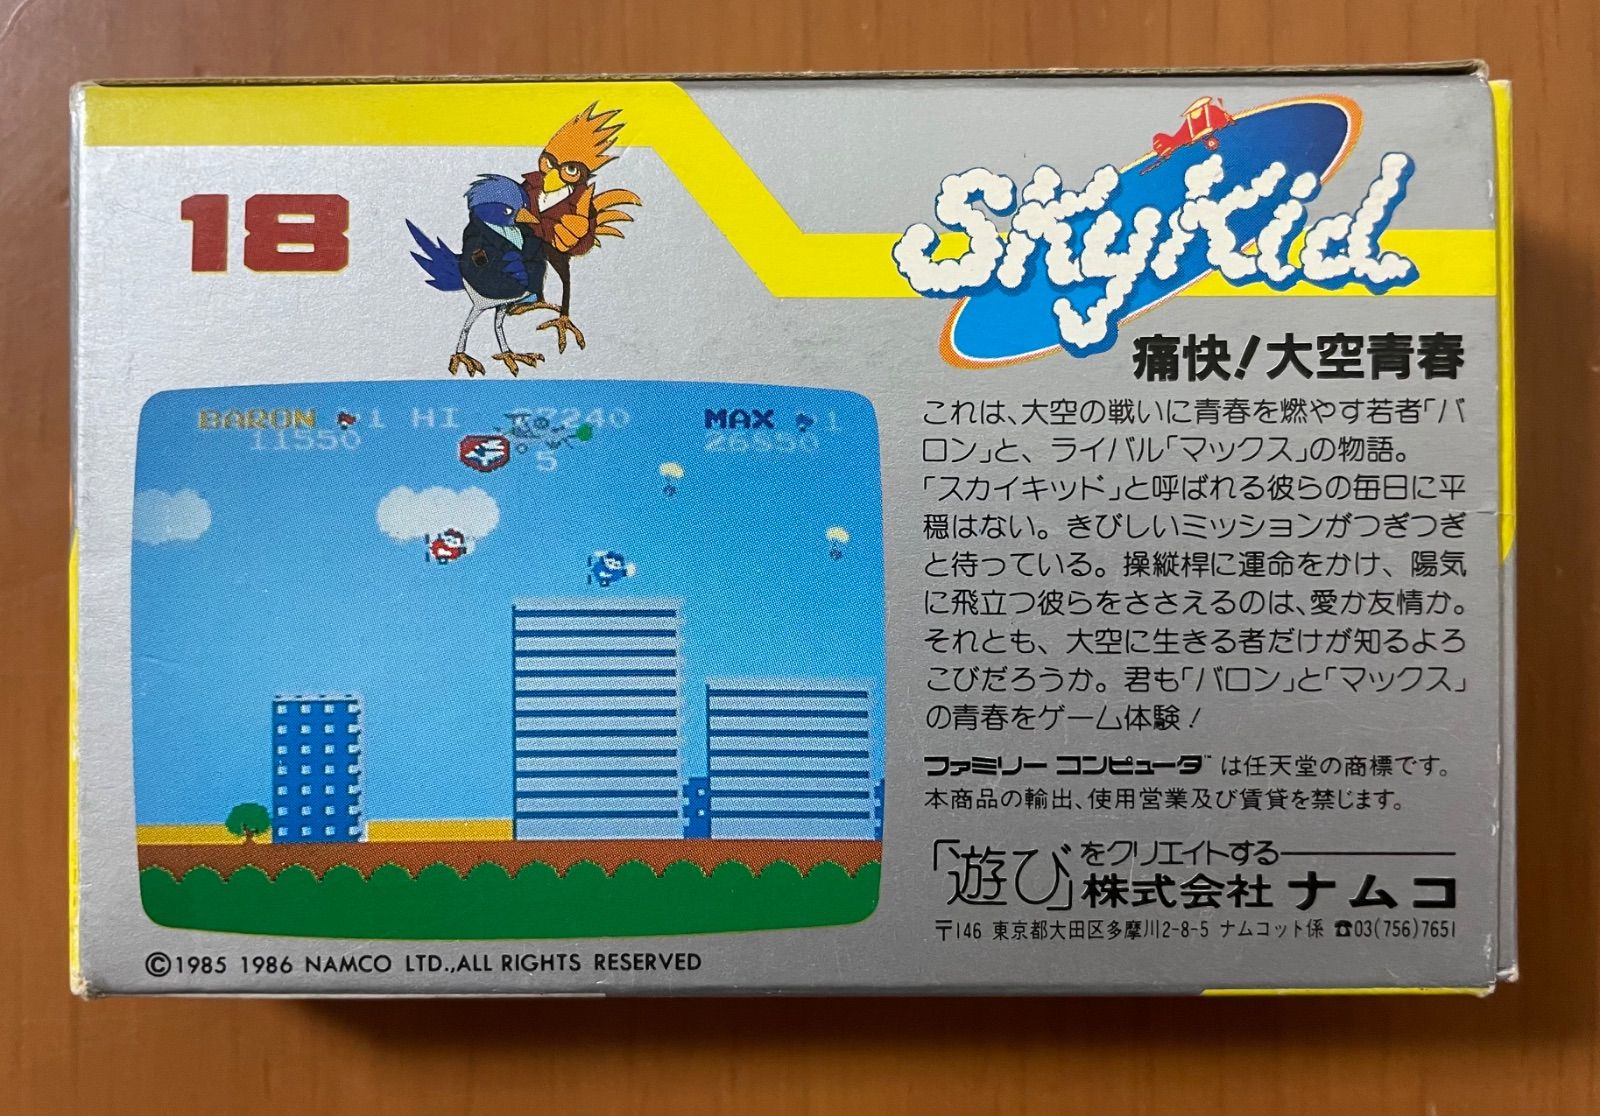 18
Sky Kid
痛快!大空青春
BARON 1 HI 7240 MAX 1
11550 26550
5
これは、大空の戦いに青春を燃やす若者「バ
ロン」と、ライバル「マックス」の物語。
「スカイキッド」と呼ばれる彼らの毎日に平
穏はない。きびしいミッションがつぎつぎ
と待っている。操縦桿に運命をかけ、陽気
に飛立つ彼らをささえるのは、愛か友情か。
それとも、大空に生きる者だけが知るよろ
こびだろうか。君も「バロン」と「マックス」
の青春をゲーム体験!
ファミリー コンピュータ™ は任天堂の商標です。
本商品の輸出、使用営業及び賃貸を禁じます。
「遊び」をクリエイトする
株式会社 ナムコ
〒146 東京都大田区多摩川2-8-5 ナムコット係 ☎03(756)7651
©1985 1986 NAMCO LTD.,ALL RIGHTS RESERVED